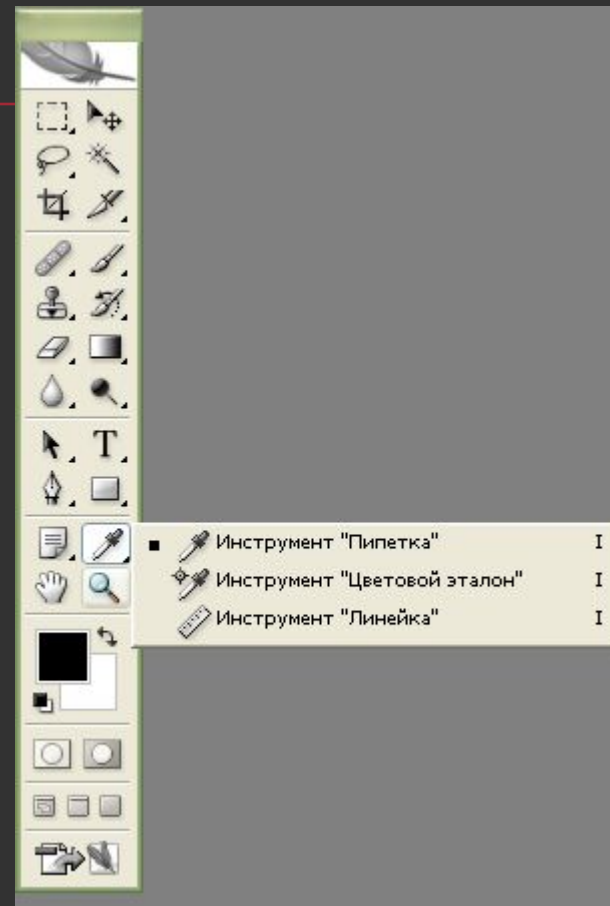 T
Инструмент "Пипетка" I
Инструмент "Цветовой эталон" I
Инструмент "Линейка" I